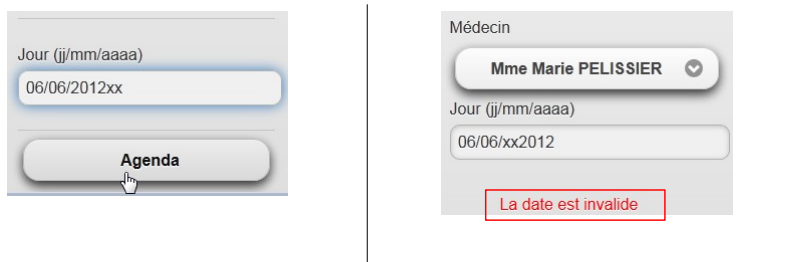 Jour (jj/mm/aaaa)
06/06/2012xx
Agenda
Médecin
Mme Marie PELISSIER
Jour (jj/mm/aaaa)
06/06/xx2012
La date est invalide